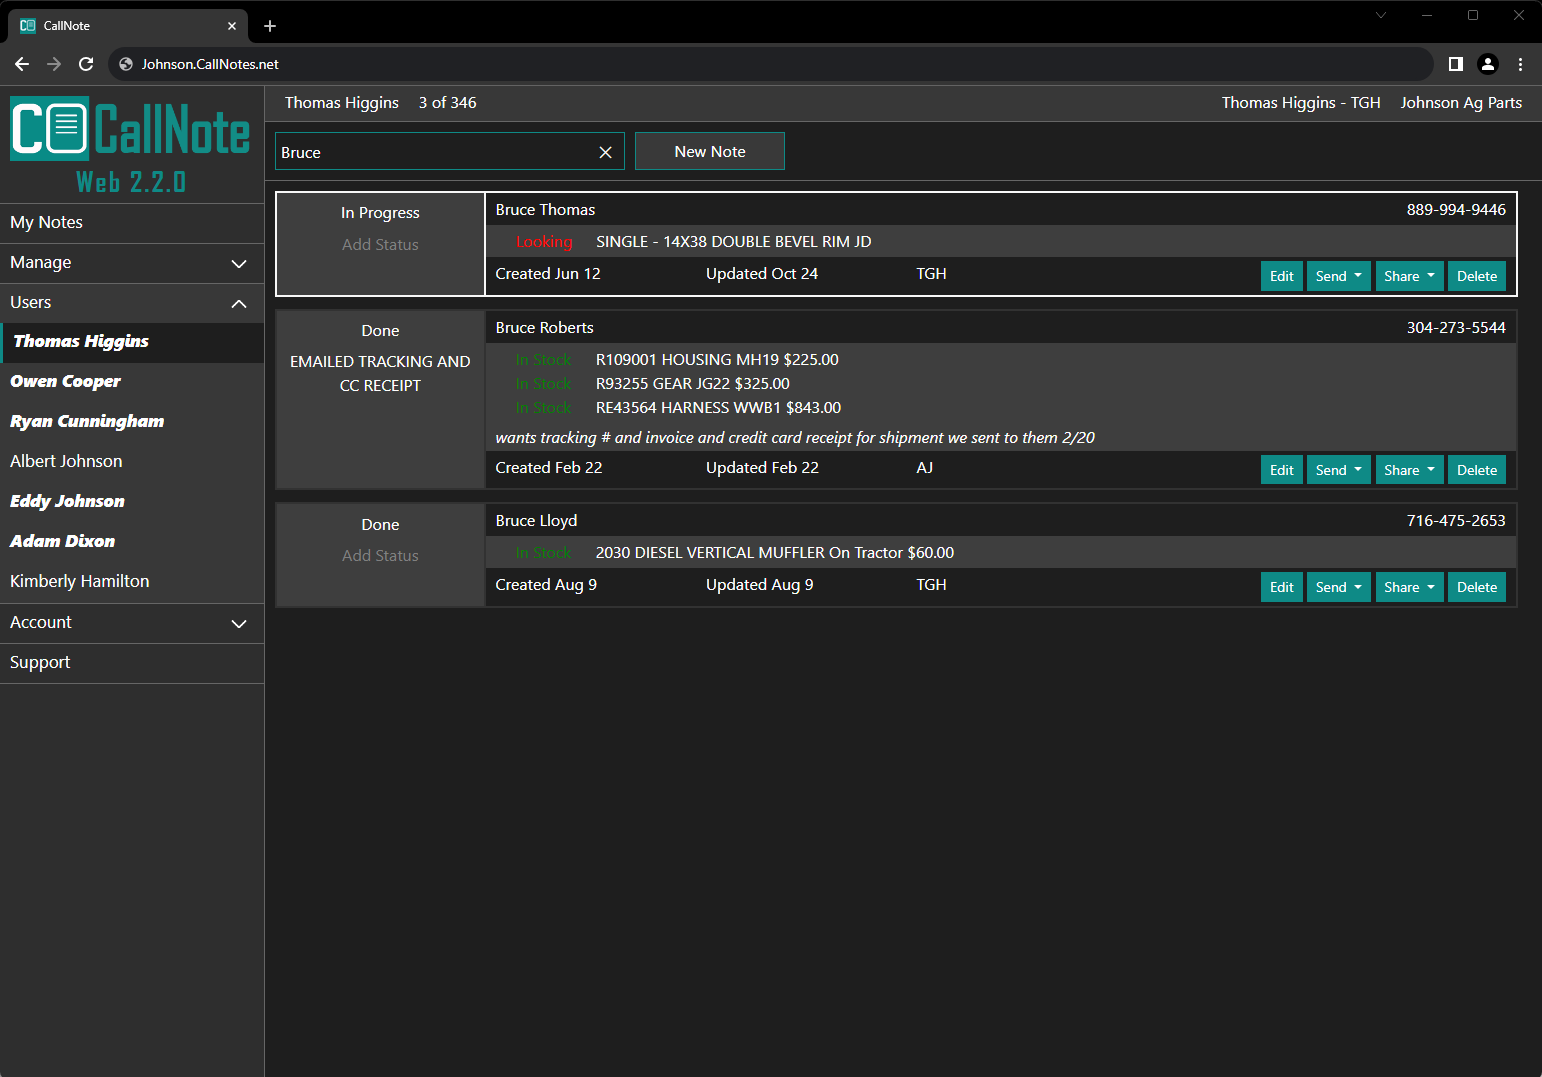 CallNote
Johnson.CallNotes.net
CallNote
Web 2.2.0
My Notes
Manage
Users
Thomas Higgins
Owen Cooper
Ryan Cunningham
Albert Johnson
Eddy Johnson
Adam Dixon
Kimberly Hamilton
Account
Support
Thomas Higgins 3 of 346 Thomas Higgins - TGH Johnson Ag Parts
Bruce New Note
In Progress
Add Status
Bruce Thomas 889-994-9446
Looking SINGLE - 14X38 DOUBLE BEVEL RIM JD
Created Jun 12 Updated Oct 24 TGH Edit Send Share Delete
Done
EMAILED TRACKING AND
CC RECEIPT
Bruce Roberts 304-273-5544
In Stock R109001 HOUSING MH19 $225.00
In Stock R93255 GEAR JG22 $325.00
In Stock RE43564 HARNESS WWB1 $843.00
wants tracking # and invoice and credit card receipt for shipment we sent to them 2/20
Created Feb 22 Updated Feb 22 AJ Edit Send Share Delete
Done
Add Status
Bruce Lloyd 716-475-2653
In Stock 2030 DIESEL VERTICAL MUFFLER On Tractor $60.00
Created Aug 9 Updated Aug 9 TGH Edit Send Share Delete